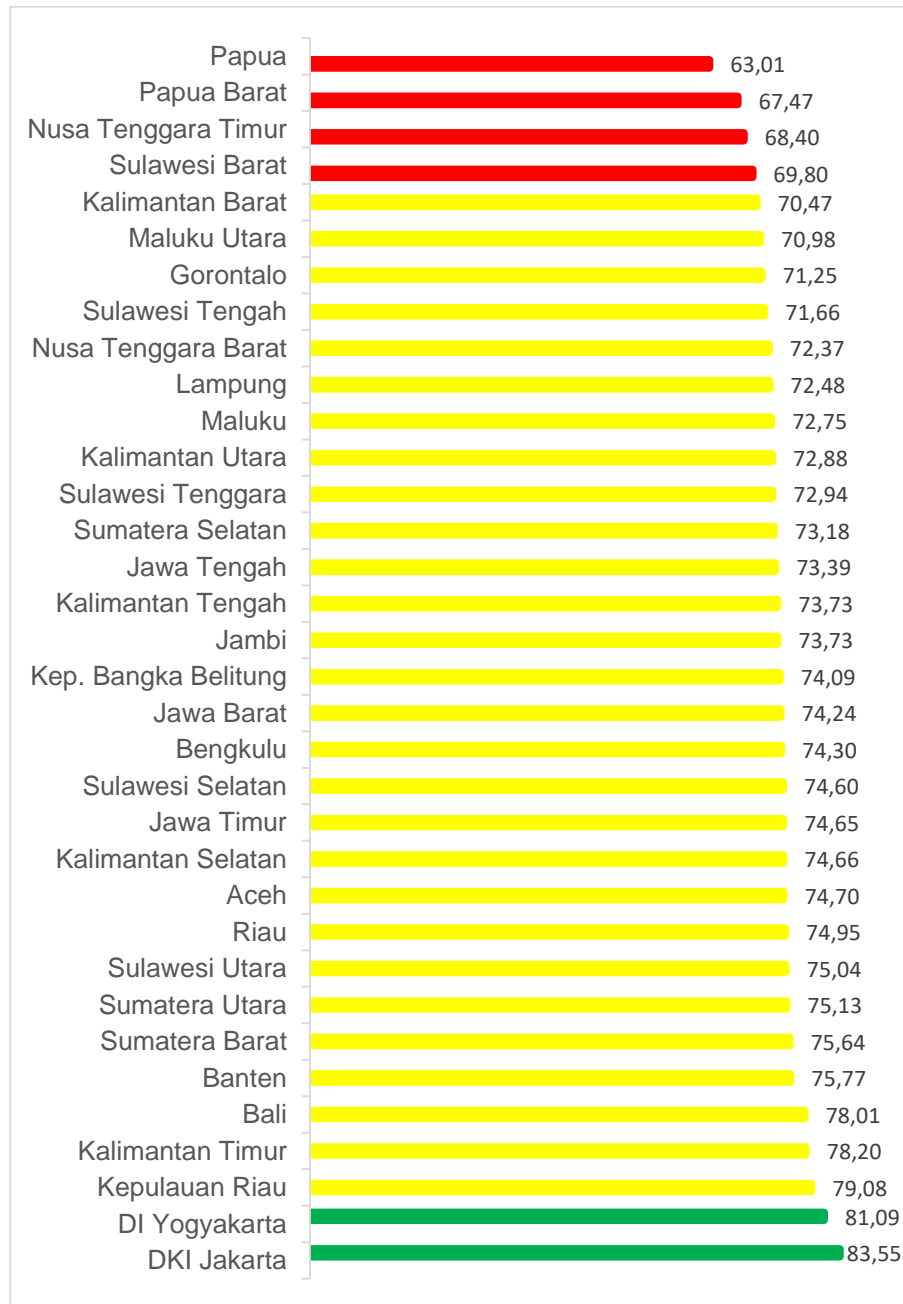 Papua 63,01
Papua Barat 67,47
Nusa Tenggara Timur 68,40
Sulawesi Barat 69,80
Kalimantan Barat 70,47
Maluku Utara 70,98
Gorontalo 71,25
Sulawesi Tengah 71,66
Nusa Tenggara Barat 72,37
Lampung 72,48
Maluku 72,75
Kalimantan Utara 72,88
Sulawesi Tenggara 72,94
Sumatera Selatan 73,18
Jawa Tengah 73,39
Kalimantan Tengah 73,73
Jambi 73,73
Kep. Bangka Belitung 74,09
Jawa Barat 74,24
Bengkulu 74,30
Sulawesi Selatan 74,60
Jawa Timur 74,65
Kalimantan Selatan 74,66
Aceh 74,70
Riau 74,95
Sulawesi Utara 75,04
Sumatera Utara 75,13
Sumatera Barat 75,64
Banten 75,77
Bali 78,01
Kalimantan Timur 78,20
Kepulauan Riau 79,08
DI Yogyakarta 81,09
DKI Jakarta 83,55